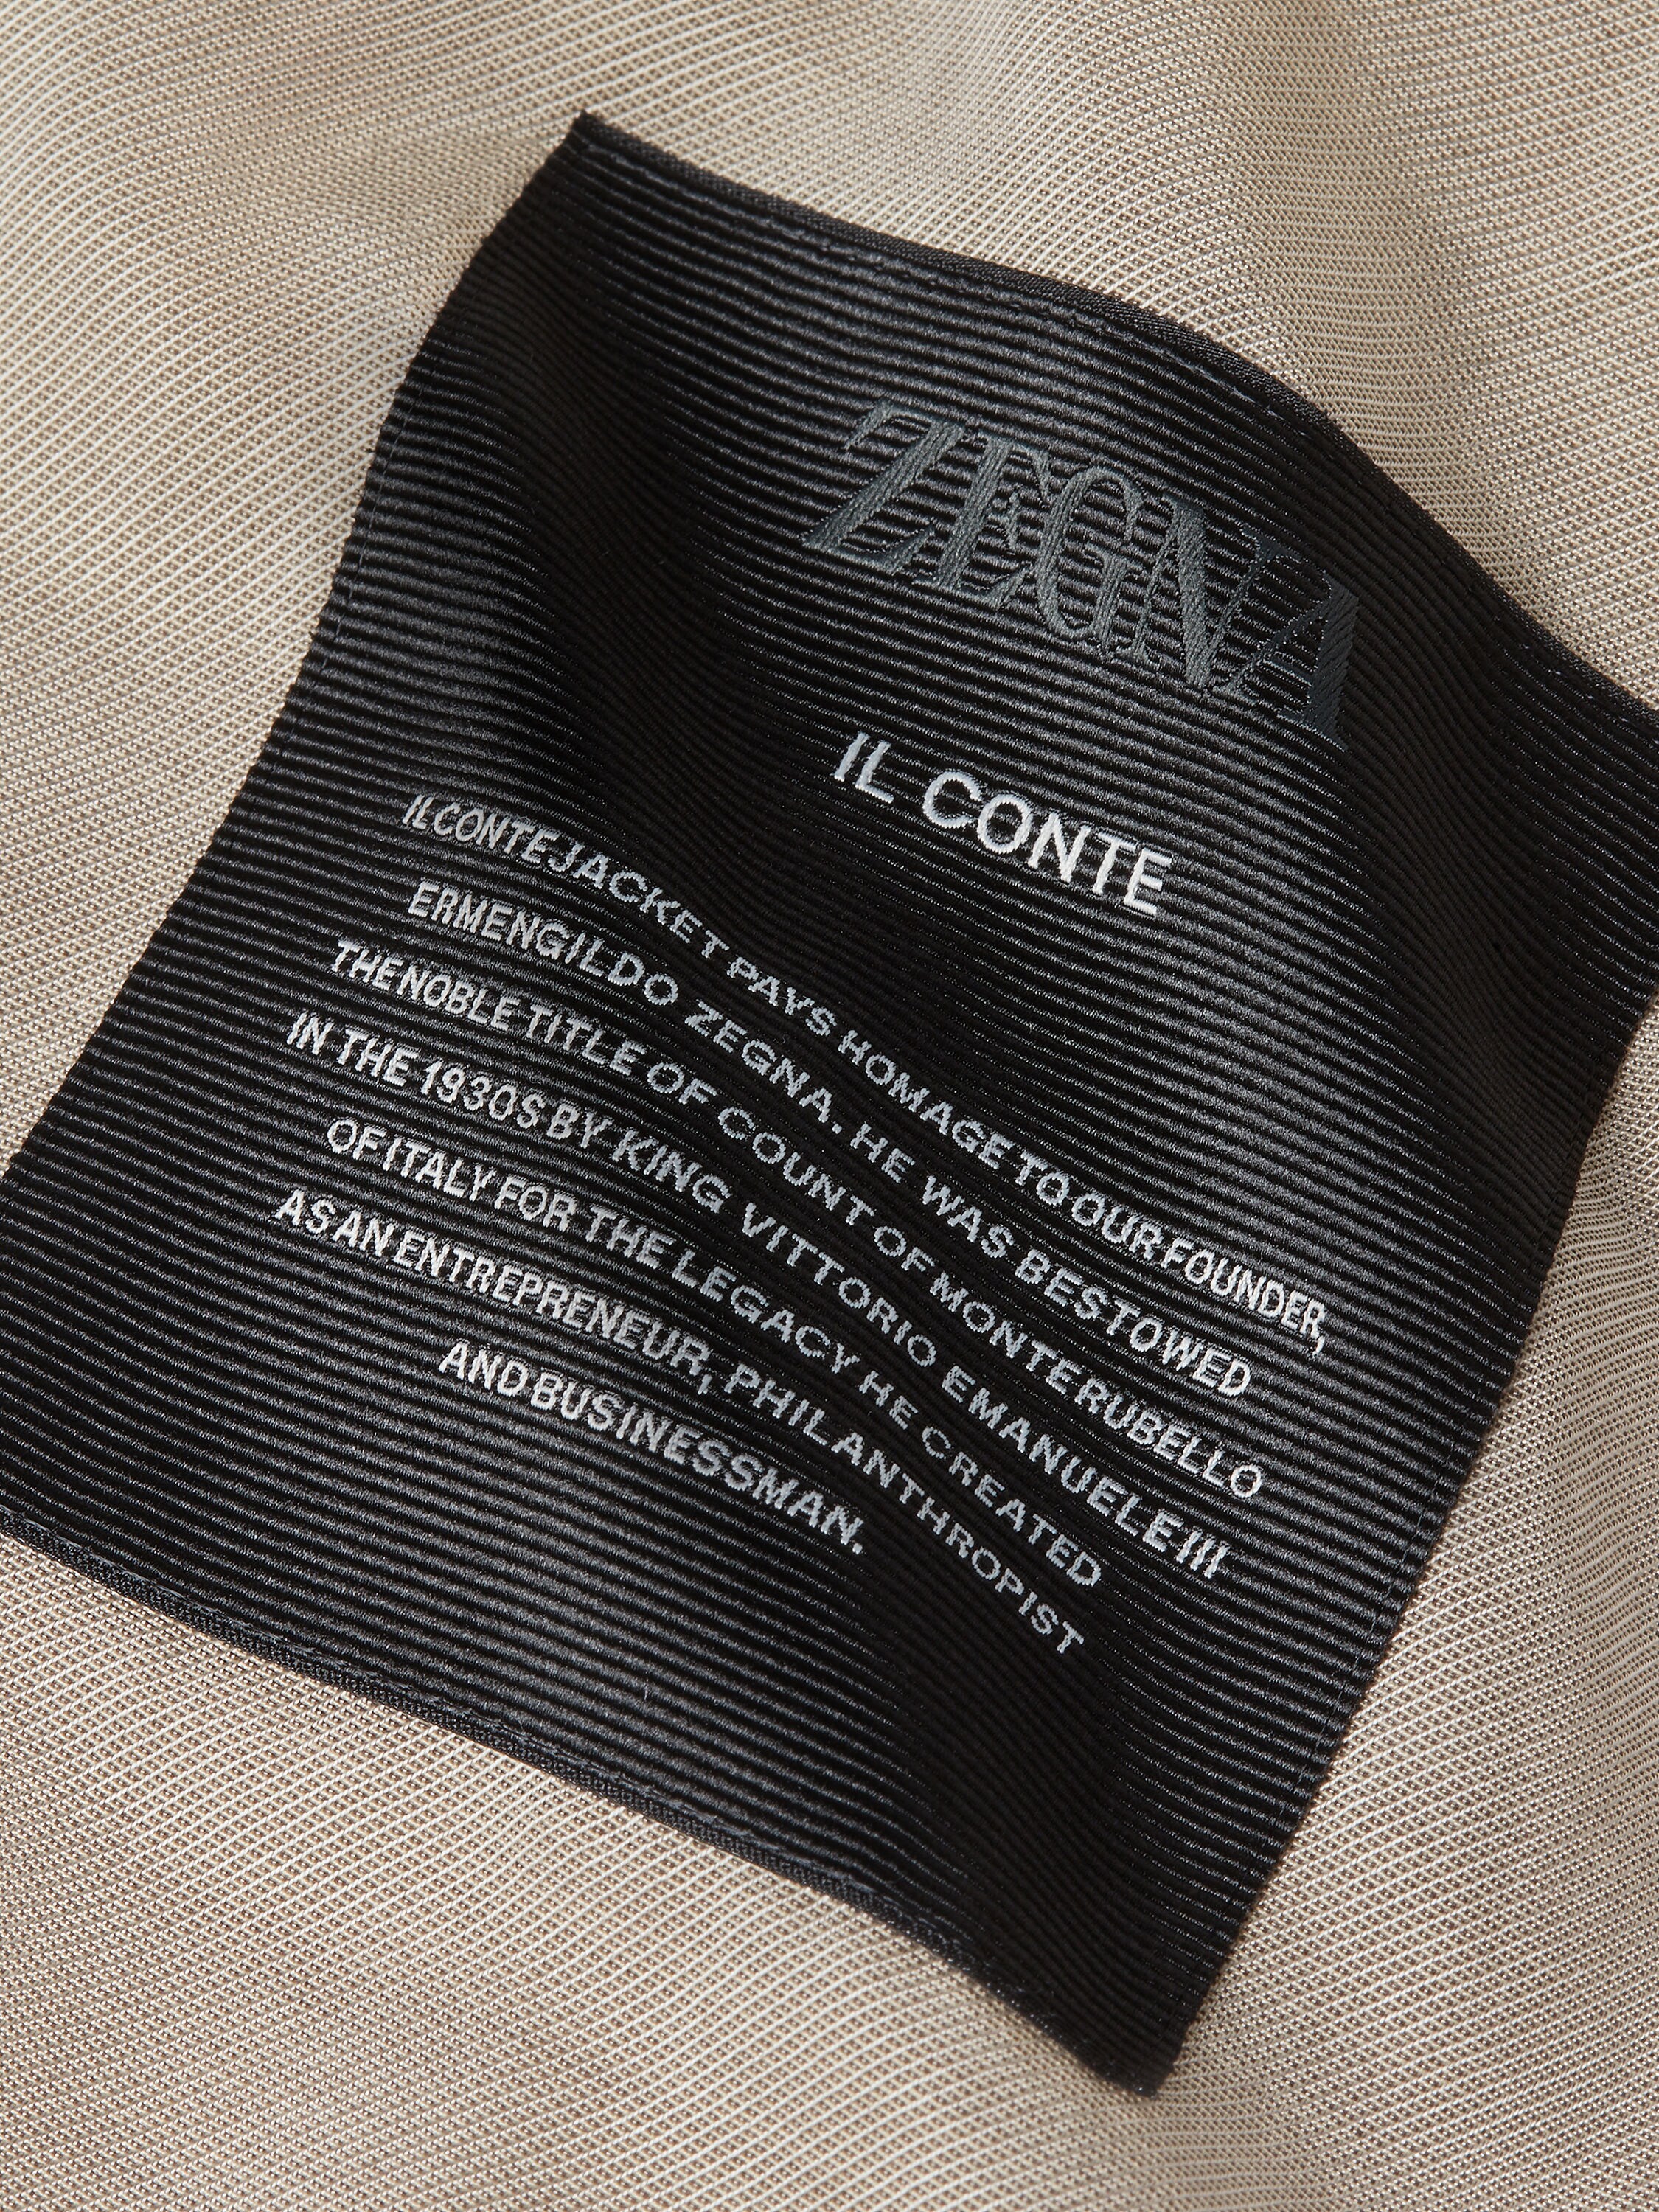 ZEGNA
IL CONTE
IL CONTE JACKET PAYS HOMAGE TO OUR FOUNDER,
ERMENGILDO ZEGNA. HE WAS BESTOWED
THE NOBLE TITLE OF COUNT OF MONTERUBELLO
IN THE 1930S BY KING VITTORIO EMANUELE III
OF ITALY FOR THE LEGACY HE CREATED
AS AN ENTREPRENEUR, PHILANTHROPIST
AND BUSINESSMAN.